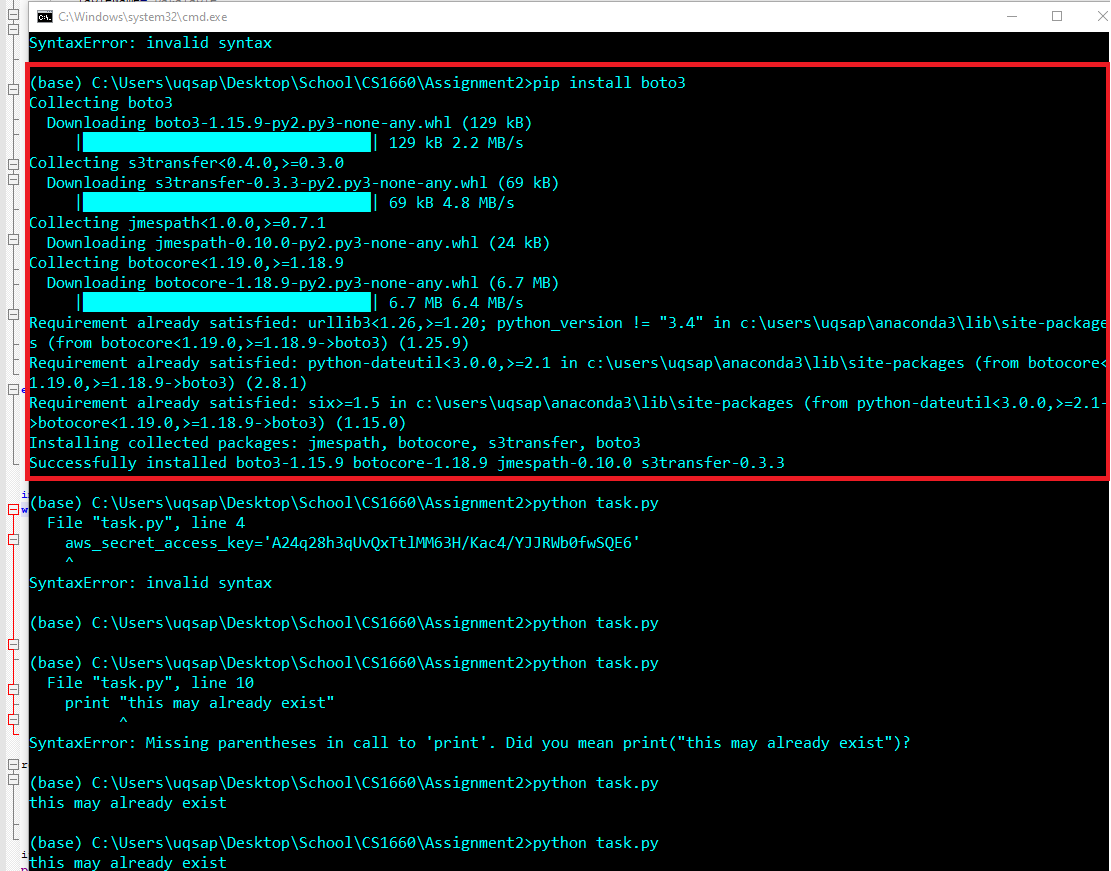 C:\Windows\system32\cmd.exe
SyntaxError: invalid syntax
(base) C:\Users\uqsap\Desktop\School\CS1660\Assignment2>pip install boto3
Collecting boto3
Downloading boto3-1.15.9-py2.py3-none-any.whl (129 kB)
| | 129 kB 2.2 MB/s
Collecting s3transfer<0.4.0,>=0.3.0
Downloading s3transfer-0.3.3-py2.py3-none-any.whl (69 kB)
| | 69 kB 4.8 MB/s
Collecting jmespath<1.0.0,>=0.7.1
Downloading jmespath-0.10.0-py2.py3-none-any.whl (24 kB)
Collecting botocore<1.19.0,>=1.18.9
Downloading botocore-1.18.9-py2.py3-none-any.whl (6.7 MB)
| | 6.7 MB 6.4 MB/s
Requirement already satisfied: urllib3<1.26,>=1.20; python_version != "3.4" in c:\users\uqsap\anaconda3\lib\site-package
s (from botocore<1.19.0,>=1.18.9->boto3) (1.25.9)
Requirement already satisfied: python-dateutil<3.0.0,>=2.1 in c:\users\uqsap\anaconda3\lib\site-packages (from botocore<
1.19.0,>=1.18.9->boto3) (2.8.1)
Requirement already satisfied: six>=1.5 in c:\users\uqsap\anaconda3\lib\site-packages (from python-dateutil<3.0.0,>=2.1-
>botocore<1.19.0,>=1.18.9->boto3) (1.15.0)
Installing collected packages: jmespath, botocore, s3transfer, boto3
Successfully installed boto3-1.15.9 botocore-1.18.9 jmespath-0.10.0 s3transfer-0.3.3
(base) C:\Users\uqsap\Desktop\School\CS1660\Assignment2>python task.py
File "task.py", line 4
aws_secret_access_key='A24q28h3qUvQxTtlMM63H/Kac4/YJJRWb0fwSQE6'
^
SyntaxError: invalid syntax
(base) C:\Users\uqsap\Desktop\School\CS1660\Assignment2>python task.py
(base) C:\Users\uqsap\Desktop\School\CS1660\Assignment2>python task.py
File "task.py", line 10
print "this may already exist"
^
SyntaxError: Missing parentheses in call to 'print'. Did you mean print("this may already exist")?
(base) C:\Users\uqsap\Desktop\School\CS1660\Assignment2>python task.py
this may already exist
(base) C:\Users\uqsap\Desktop\School\CS1660\Assignment2>python task.py
this may already exist